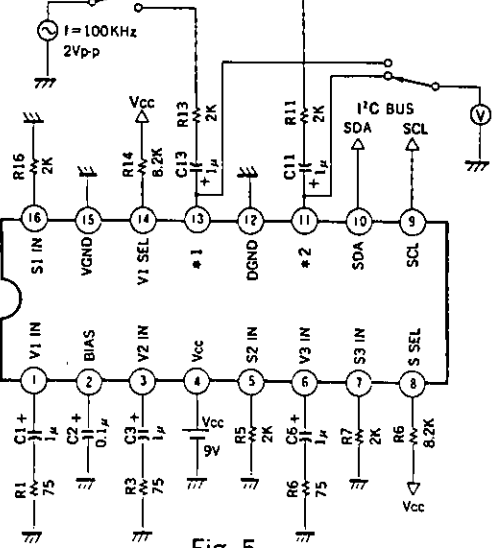 f=100KHz
2Vp-p
R13
2K
R11
2K
I²C BUS
SDA
SCL
V
Vcc
R16
2K
R14
8.2K
C13
+ 1μ
C11
+ 1μ
16
15
14
13
12
11
10
9
S1 IN
VGND
V1 SEL
*1
DGND
*2
SDA
SCL
V1 IN
BIAS
V2 IN
Vcc
S2 IN
V3 IN
S3 IN
S SEL
1
2
3
4
5
6
7
8
C1 +
1μ
C2
0.1μ
C3 +
1μ
Vcc
9V
R5
2K
C6 +
1μ
R7
2K
R6
8.2K
R1
75
R3
75
R6
75
Vcc
Fig. 5